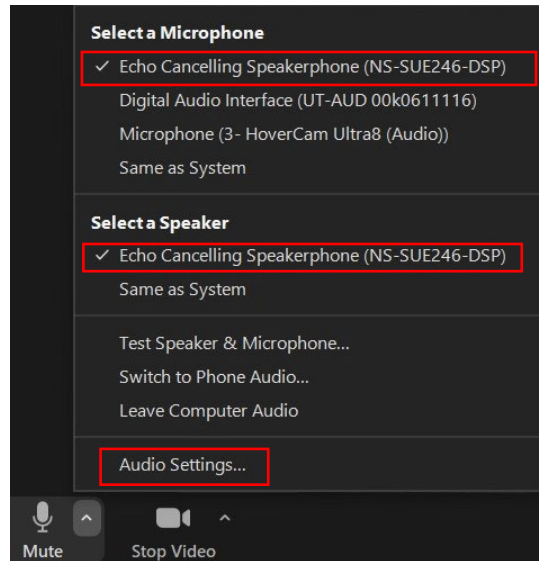 Select a Microphone
Echo Cancelling Speakerphone (NS-SUE246-DSP)
Digital Audio Interface (UT-AUD 00k0611116)
Microphone (3- HoverCam Ultra8 (Audio))
Same as System
Select a Speaker
Echo Cancelling Speakerphone (NS-SUE246-DSP)
Same as System
Test Speaker & Microphone...
Switch to Phone Audio...
Leave Computer Audio
Audio Settings...
Mute
Stop Video